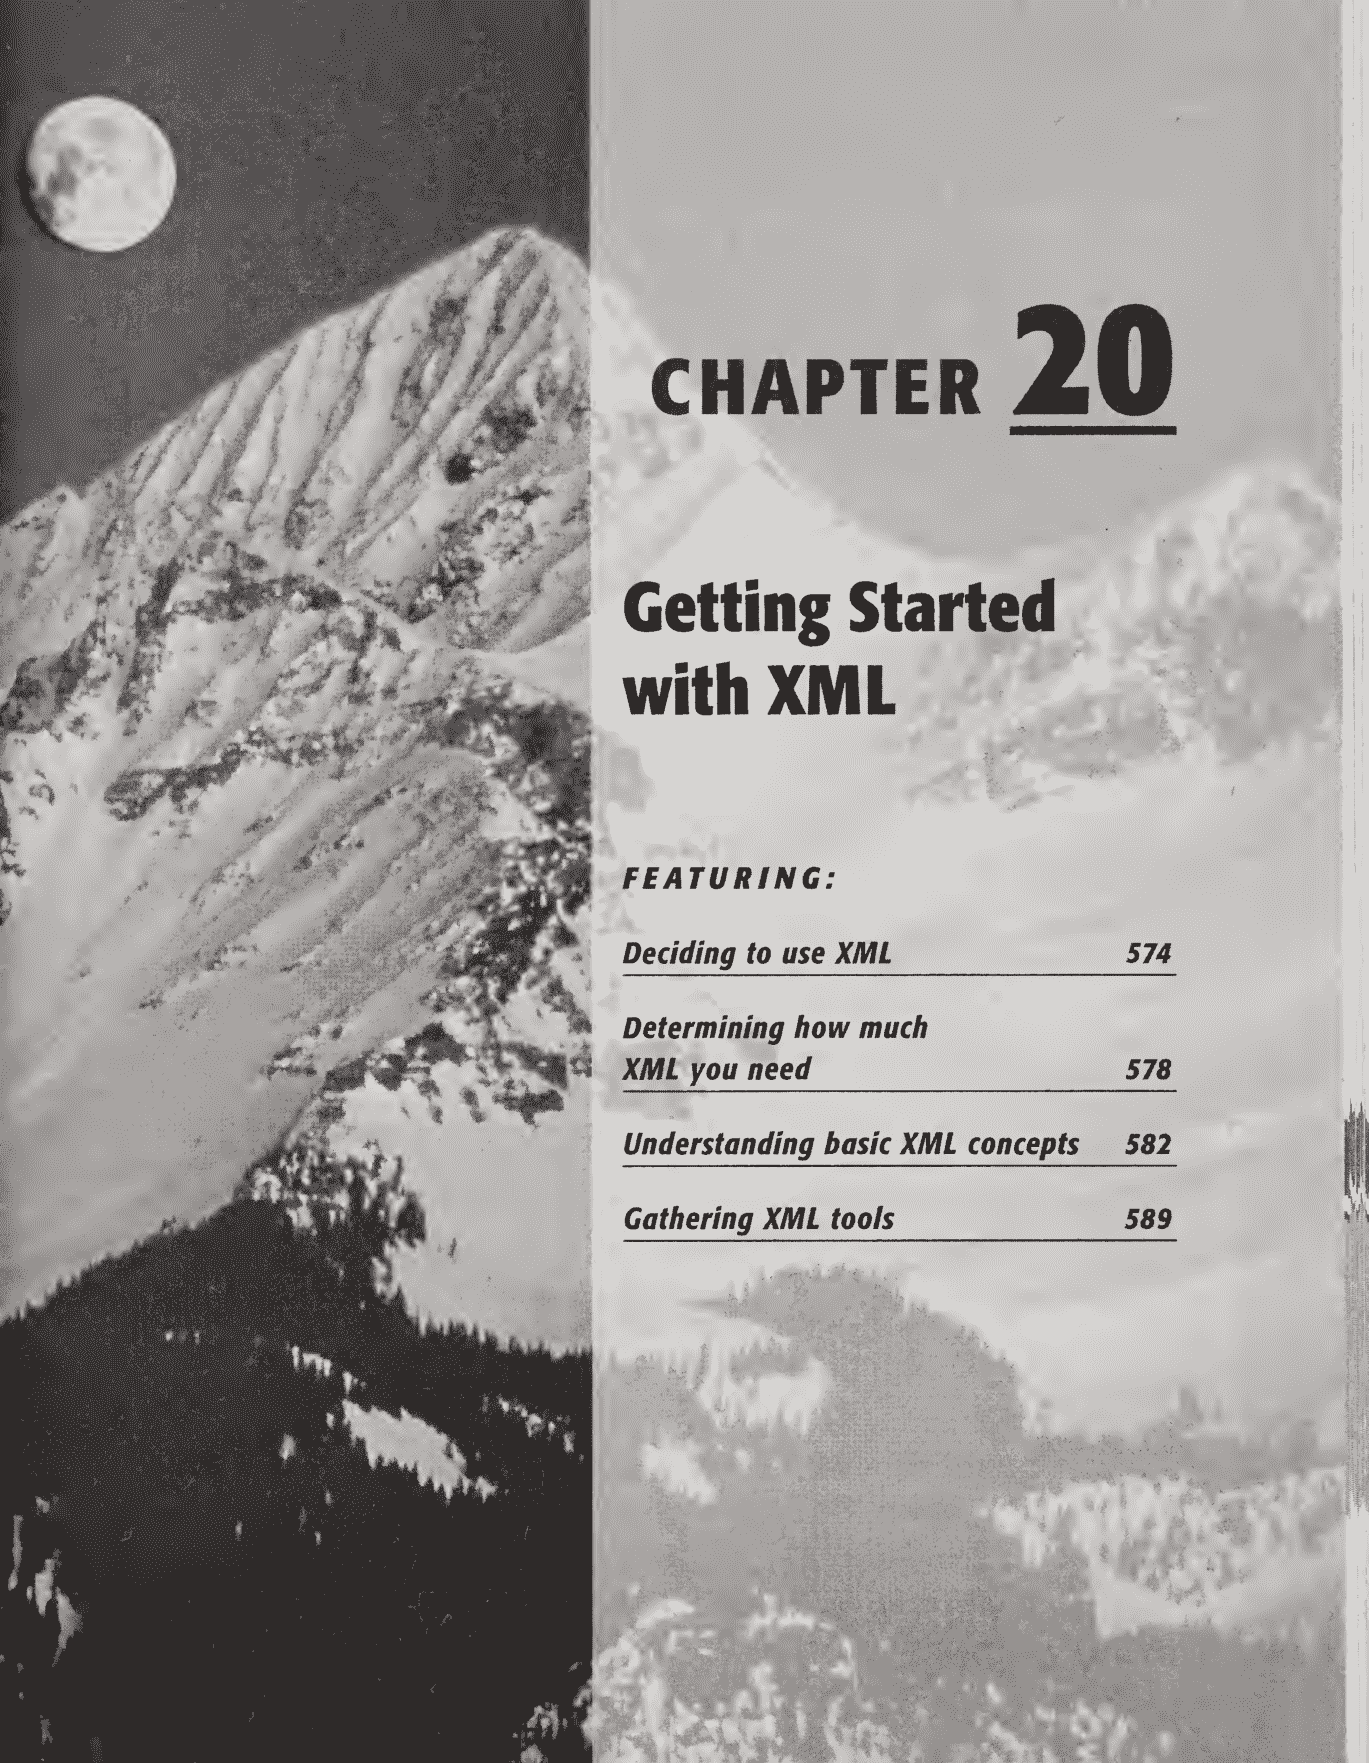 CHAPTER 20
Getting Started
with XML
FEATURING:
Deciding to use XML 574
Determining how much
XML you need 578
Understanding basic XML concepts 582
Gathering XML tools 589